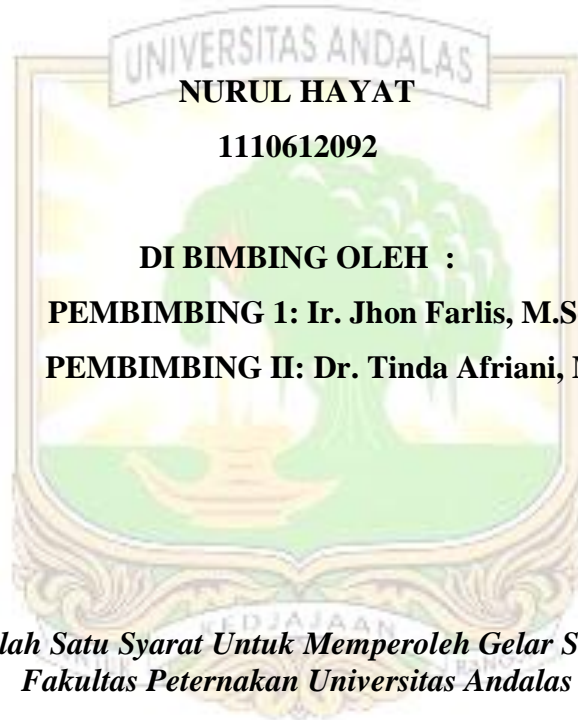 UNIVERSITAS ANDALAS
NURUL HAYAT
1110612092
DI BIMBING OLEH :
PEMBIMBING 1: Ir. Jhon Farlis, M.S
PEMBIMBING II: Dr. Tinda Afriani,
KEDJAJAAN
Satu Syarat Untuk Memperoleh Gelar
Fakultas Peternakan Universitas Andalas